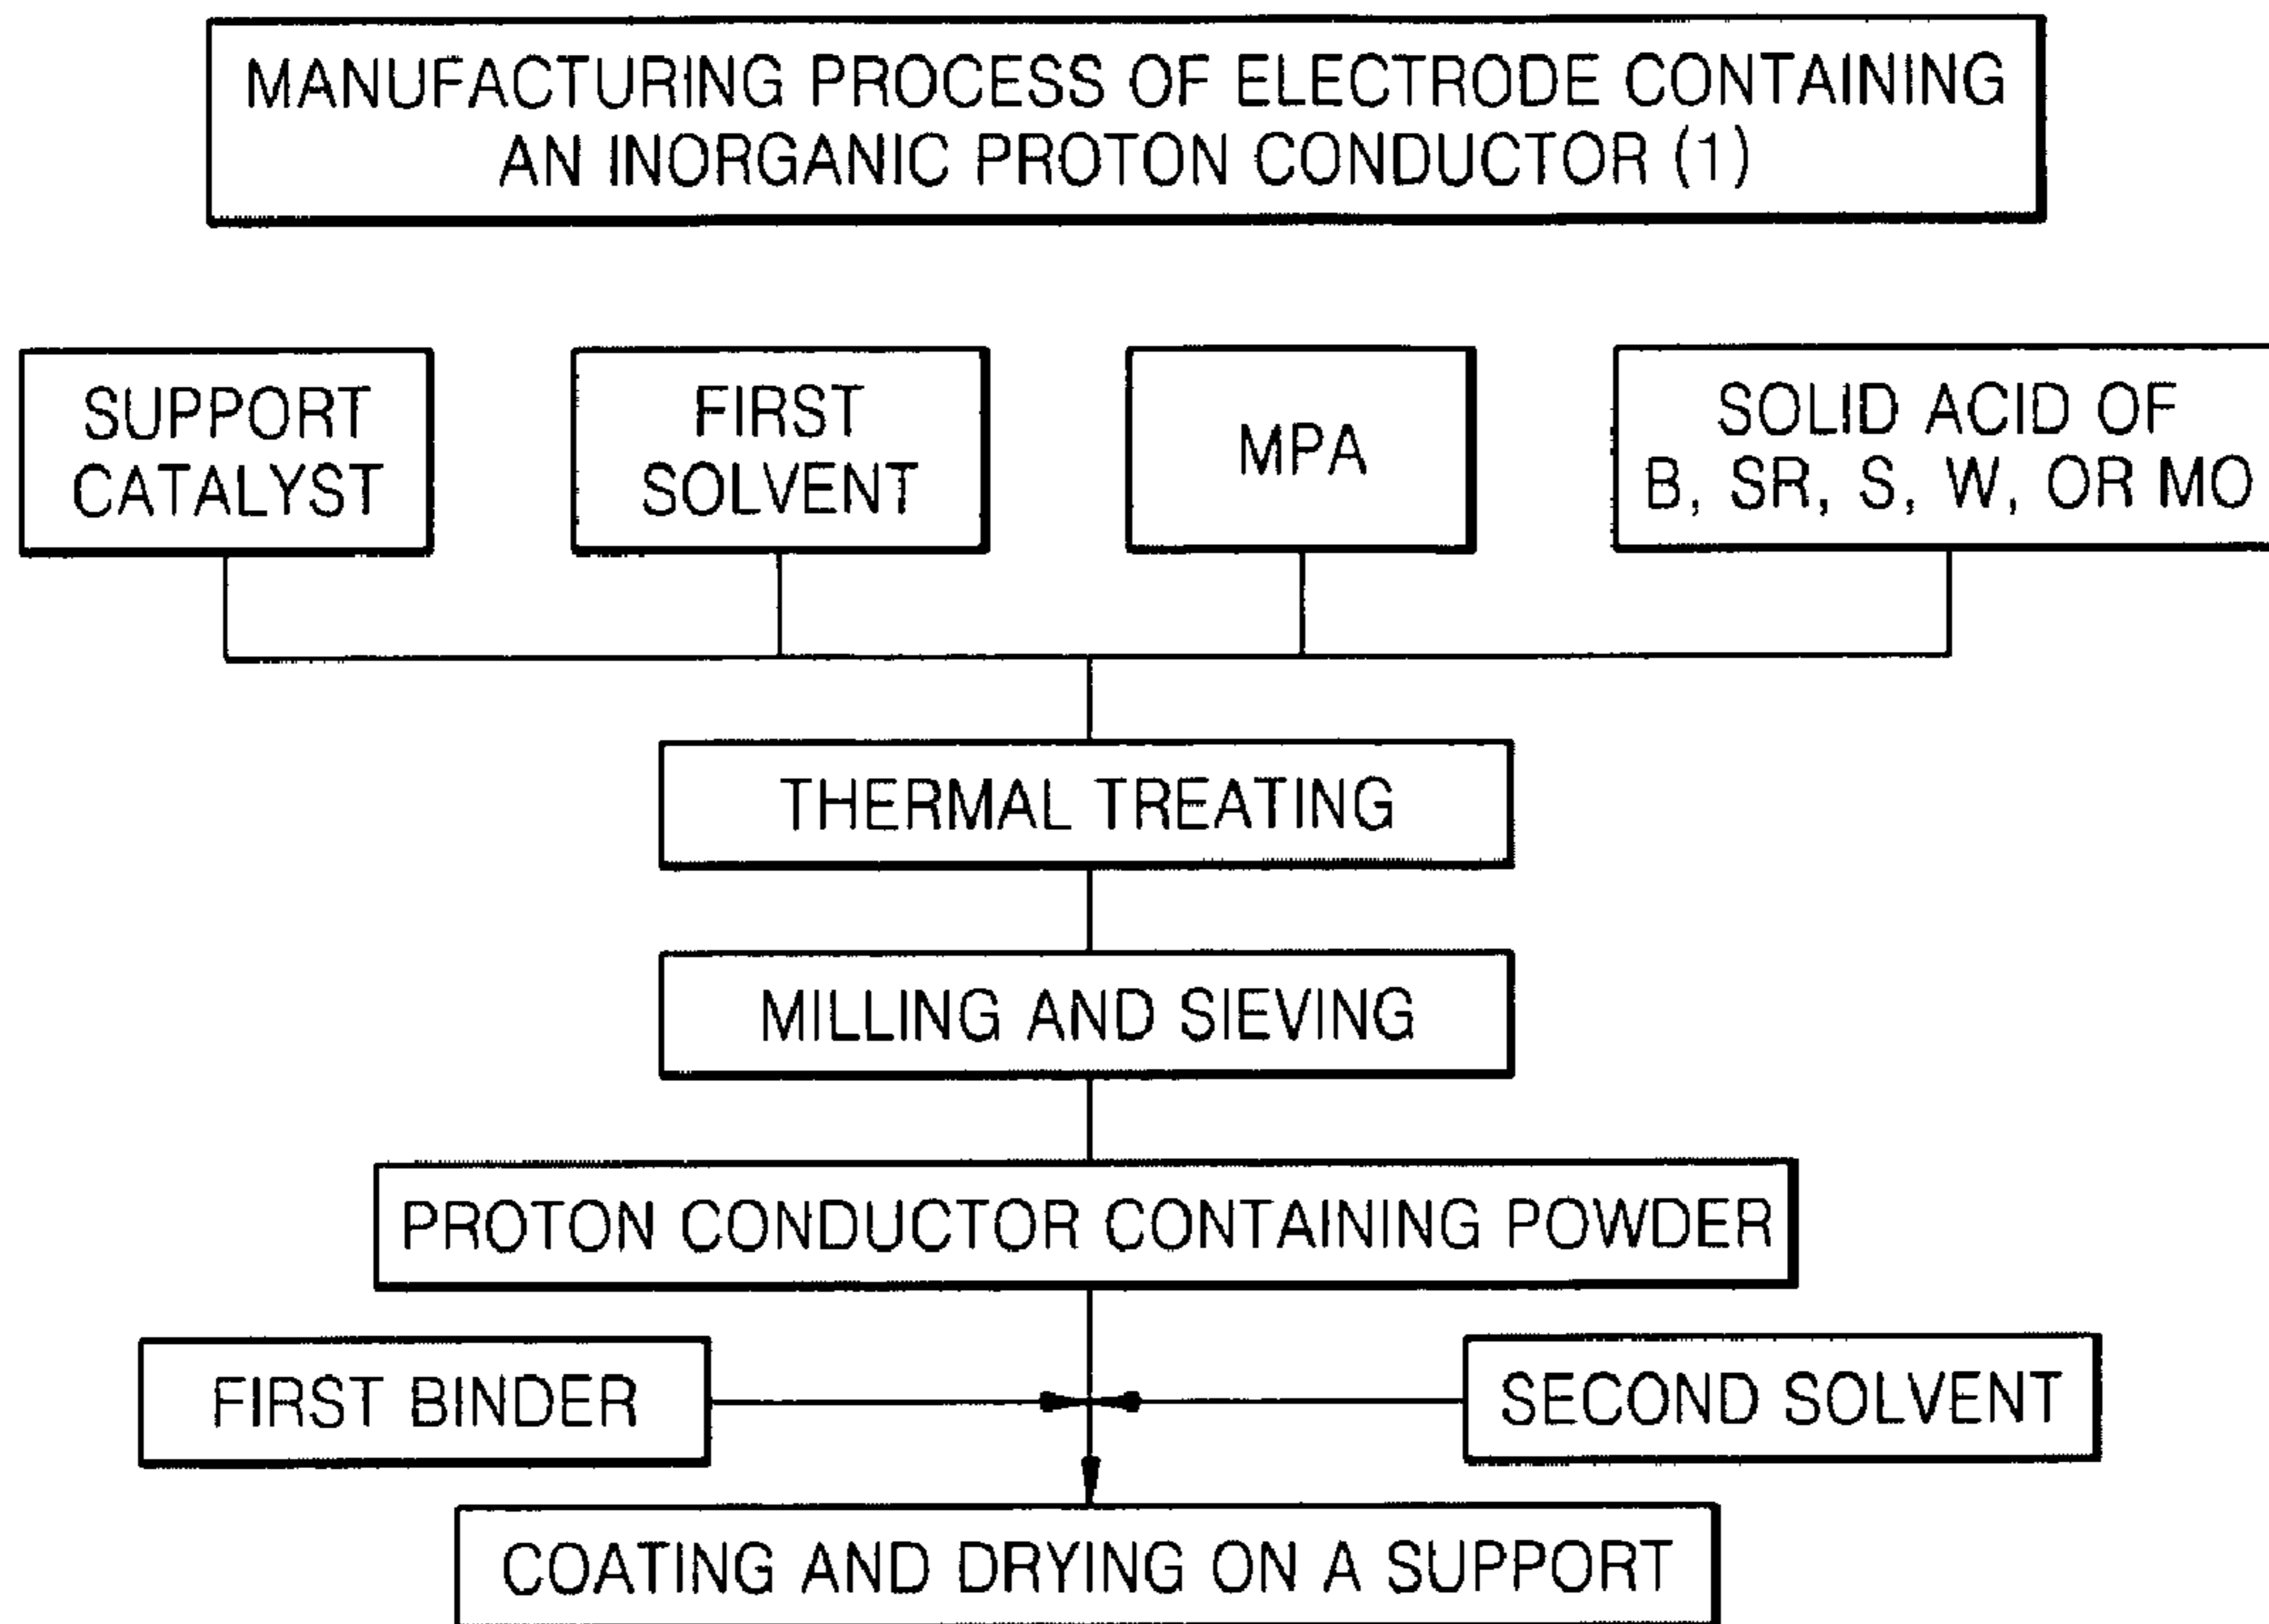 MANUFACTURING PROCESS OF ELECTRODE CONTAINING
AN INORGANIC PROTON CONDUCTOR (1)
SUPPORT
CATALYST
FIRST
SOLVENT
MPA
SOLID ACID OF
B, SR, S, W, OR MO
THERMAL TREATING
MILLING AND SIEVING
PROTON CONDUCTOR CONTAINING POWDER
FIRST BINDER
SECOND SOLVENT
COATING AND DRYING ON A SUPPORT